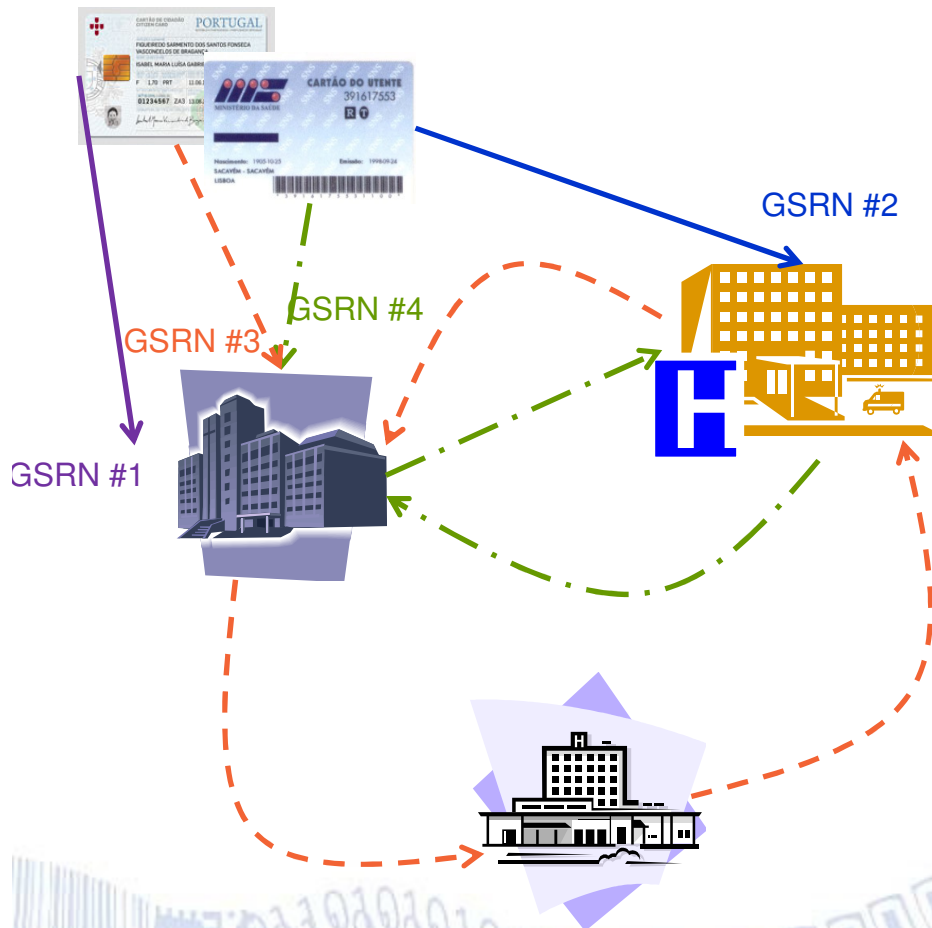 CARTÃO DE CIDADÃO
CITIZEN CARD
PORTUGAL
FIGUEIREDO SARMENTO DOS SANTOS FONSECA
VASCONCELOS DE BRAGANÇA
ISABEL MARIA LUÍSA GABRI
F 1,70 PRT
01234567 ZA3
MINISTÉRIO DA SAÚDE
CARTÃO DO UTENTE
391617553
R T
Nascimento: 1905-10-25
Emissão: 1998-09-24
SACAVÉM - SACAVÉM
LISBOA
GSRN #2
GSRN #4
GSRN #3
GSRN #1
H
H